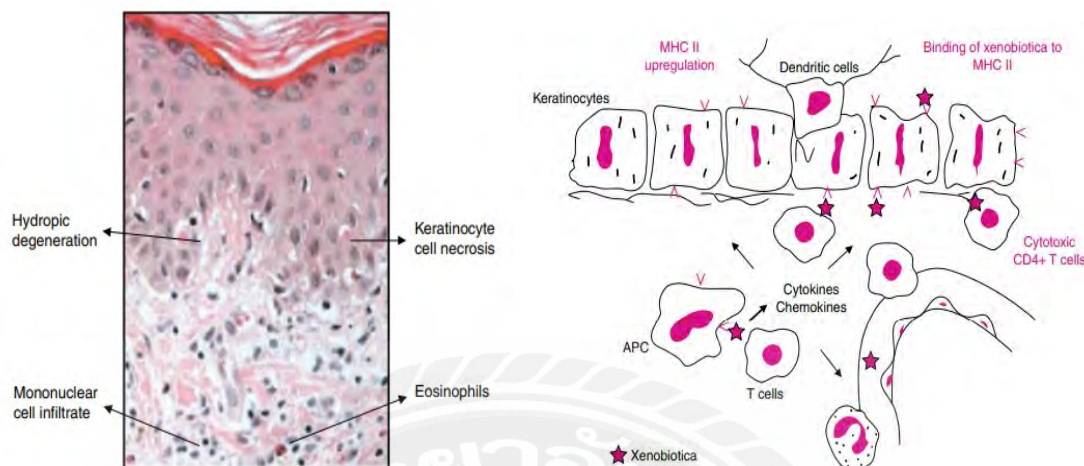 Hydropic
degeneration
Keratinocyte
cell necrosis
Mononuclear
cell infiltrate
Eosinophils
MHC II
upregulation
Dendritic cells
Binding of xenobiotica to
MHC II
Keratinocytes
Cytotoxic
CD4+ T cells
Cytokines
Chemokines
APC
T cells
Xenobiotica